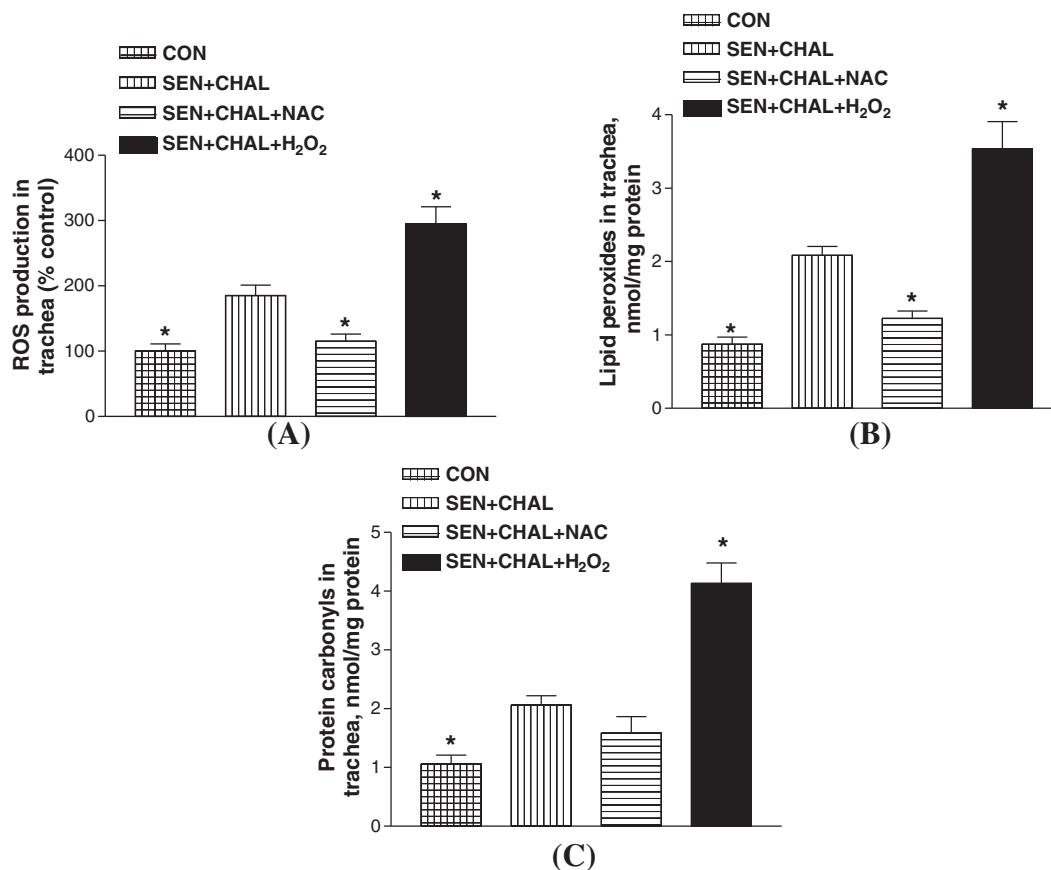 CON
SEN+CHAL
SEN+CHAL+NAC
SEN+CHAL+H₂O₂
ROS production in
trachea (% control)
400
300
200
100
0
*
*
*
(A)
CON
SEN+CHAL
SEN+CHAL+NAC
SEN+CHAL+H₂O₂
Lipid peroxides in trachea,
nmol/mg protein
4
3
2
1
0
*
*
*
(B)
CON
SEN+CHAL
SEN+CHAL+NAC
SEN+CHAL+H₂O₂
Protein carbonyls in
trachea, nmol/mg protein
5
4
3
2
1
0
*
*
(C)